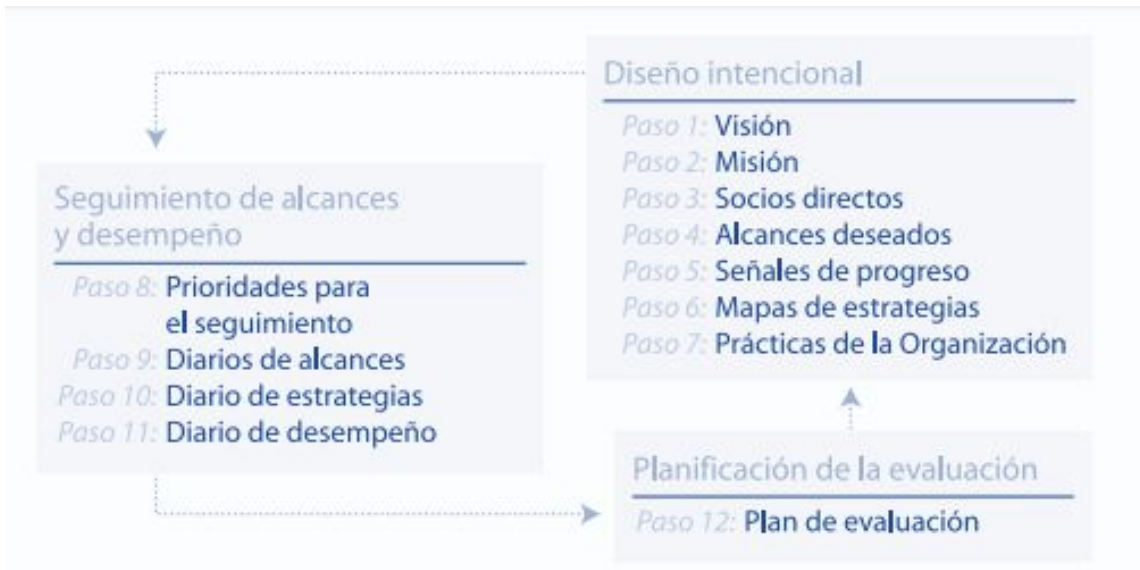 Diseño intencional
Paso 1: Visión
Paso 2: Misión
Paso 3: Socios directos
Paso 4: Alcances deseados
Paso 5: Señales de progreso
Paso 6: Mapas de estrategias
Paso 7: Prácticas de la Organización
Seguimiento de alcances
y desempeño
Paso 8: Prioridades para
el seguimiento
Paso 9: Diarios de alcances
Paso 10: Diario de estrategias
Paso 11: Diario de desempeño
Planificación de la evaluación
Paso 12: Plan de evaluación